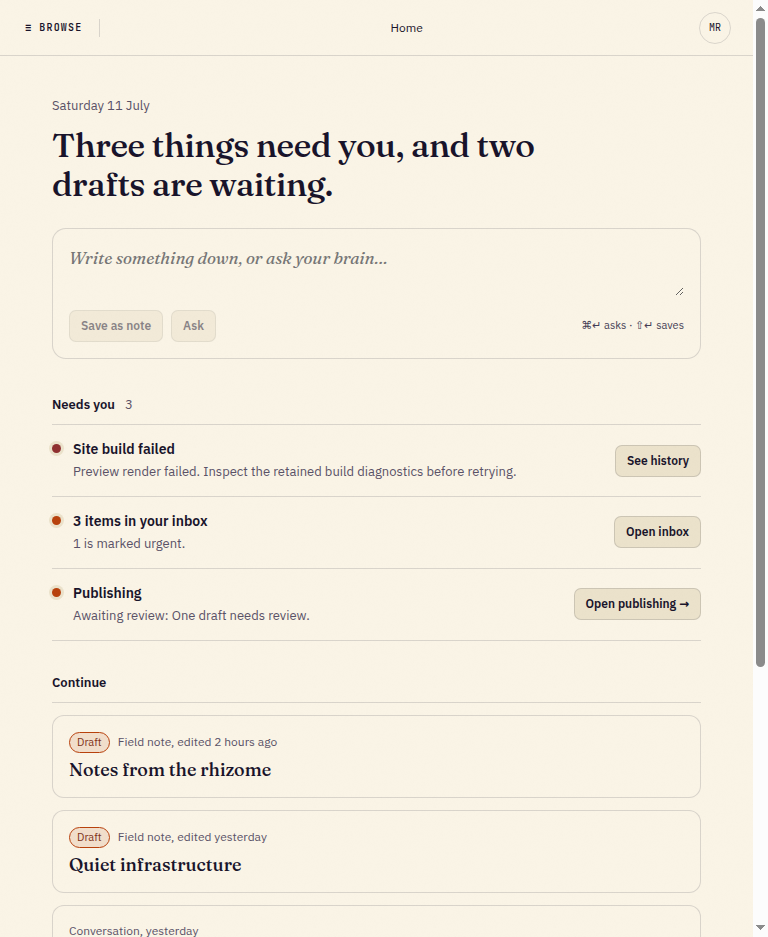 ≡ BROWSE
Home
MR
Saturday 11 July
Three things need you, and two
drafts are waiting.
Write something down, or ask your brain...
Save as note
Ask
⌘↵ asks · ⇧↵ saves
Needs you 3
Site build failed
Preview render failed. Inspect the retained build diagnostics before retrying.
See history
3 items in your inbox
1 is marked urgent.
Open inbox
Publishing
Awaiting review: One draft needs review.
Open publishing →
Continue
Draft Field note, edited 2 hours ago
Notes from the rhizome
Draft Field note, edited yesterday
Quiet infrastructure
Conversation, yesterday